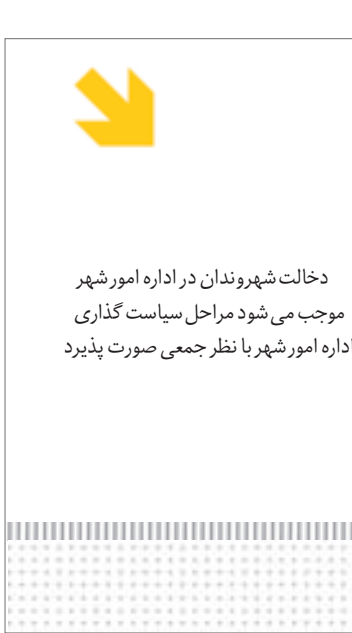 دخالت شهروندان در اداره امور شهر
موجب می شود مراحل سیاست گذاری
اداره امور شهر با نظر جمعی صورت پذیرد